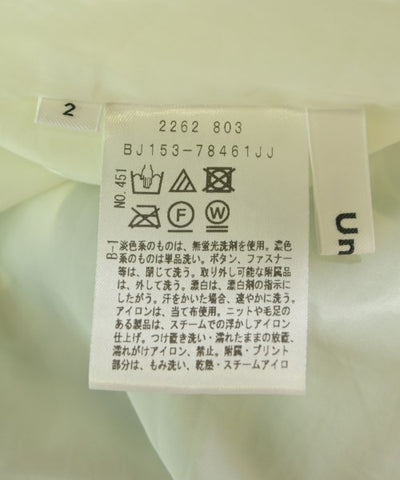 2
2262 803
BJ153-78461JJ
NO.451
F
W
B-1
淡色系のものは、無蛍光洗剤を使用。濃色
系のものは単品洗い。ボタン、ファスナー
等は、閉じて洗う。取り外し可能な附属品
は、外して洗う。漂白は、漂白剤の指示に
したがう。汗をかいた場合、速やかに洗う。
アイロンは、当て布使用。ニットや毛足の
ある製品は、スチームでの浮かしアイロン
仕上げ。つけ置き洗い・濡れたままの放置、
濡れがけアイロン、禁止。附属・プリント
部分は、もみ洗い、乾燥・スチームアイロ
Un